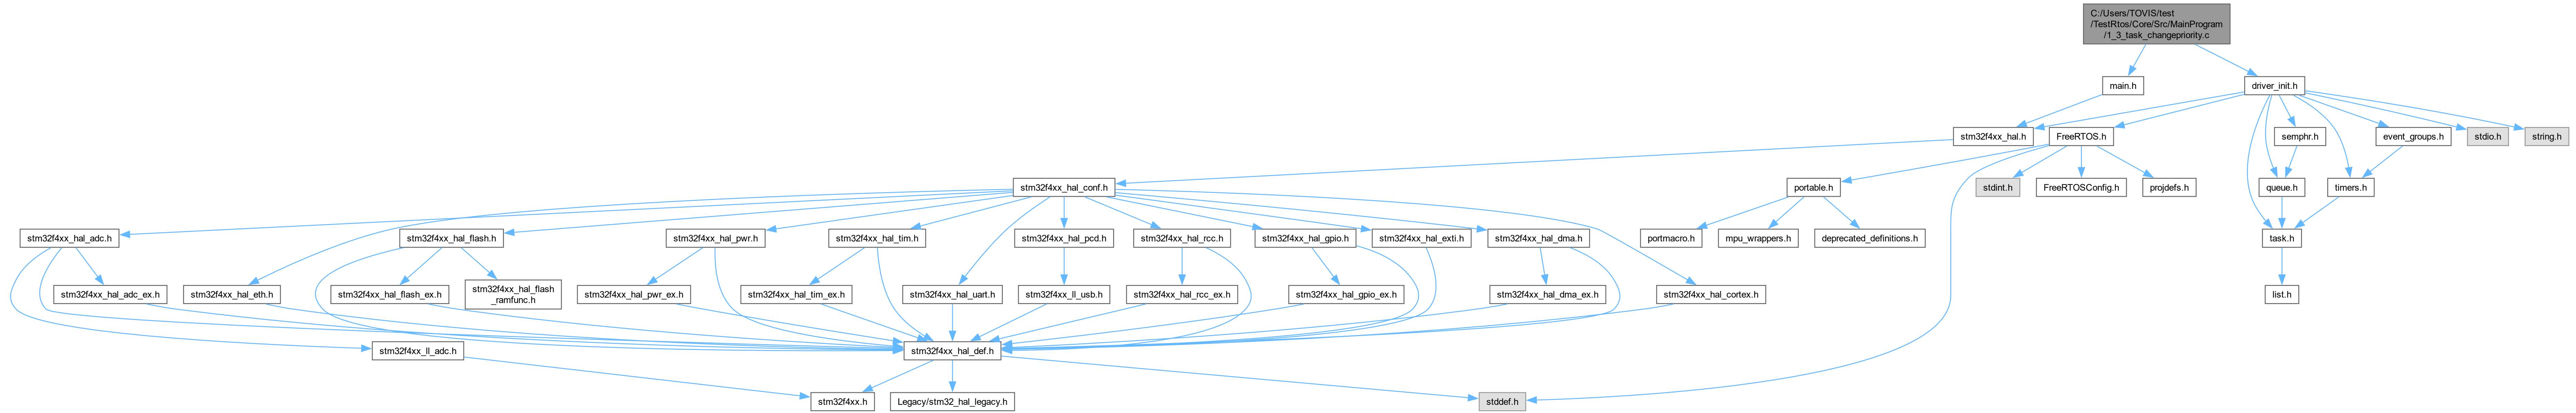 C:/Users/TOVIS/test
/TestRtos/Core/Src/MainProgram
/1_3_task_changepriority.c
main.h
driver_init.h
stm32f4xx_hal.h
FreeRTOS.h
semphr.h
event_groups.h
stdio.h
string.h
stm32f4xx_hal_conf.h
portable.h
stdint.h
FreeRTOSConfig.h
projdefs.h
queue.h
timers.h
stm32f4xx_hal_adc.h
stm32f4xx_hal_flash.h
stm32f4xx_hal_pwr.h
stm32f4xx_hal_tim.h
stm32f4xx_hal_pcd.h
stm32f4xx_hal_rcc.h
stm32f4xx_hal_gpio.h
stm32f4xx_hal_exti.h
stm32f4xx_hal_dma.h
portmacro.h
mpu_wrappers.h
deprecated_definitions.h
task.h
stm32f4xx_hal_adc_ex.h
stm32f4xx_hal_eth.h
stm32f4xx_hal_flash_ex.h
stm32f4xx_hal_flash
_ramfunc.h
stm32f4xx_hal_pwr_ex.h
stm32f4xx_hal_tim_ex.h
stm32f4xx_hal_uart.h
stm32f4xx_ll_usb.h
stm32f4xx_hal_rcc_ex.h
stm32f4xx_hal_gpio_ex.h
stm32f4xx_hal_dma_ex.h
stm32f4xx_hal_cortex.h
list.h
stm32f4xx_ll_adc.h
stm32f4xx_hal_def.h
stm32f4xx.h
Legacy/stm32_hal_legacy.h
stddef.h